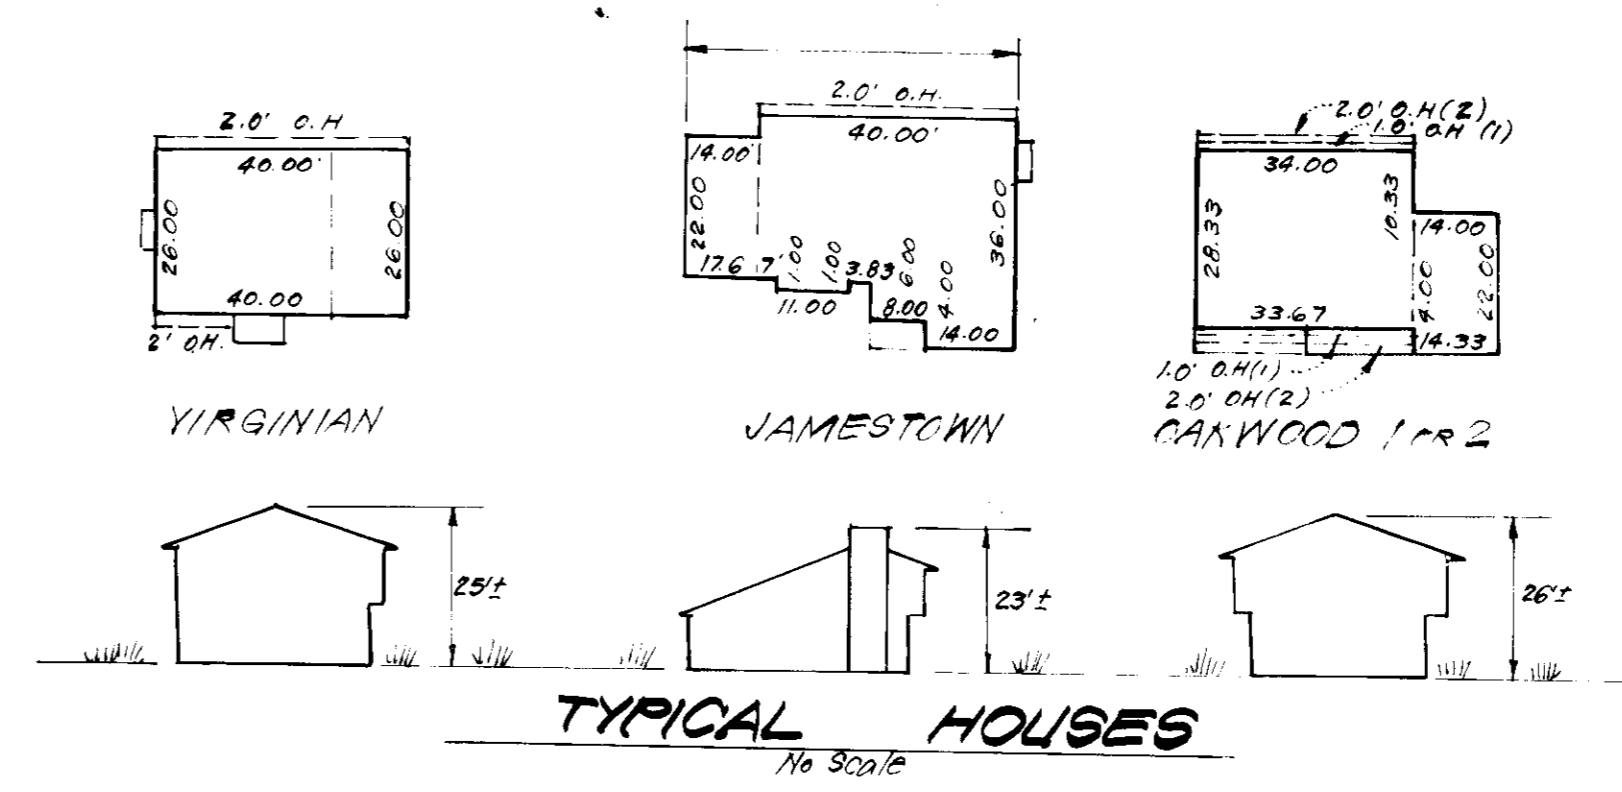 2.0' O.H
40.00'
26.00
26.00
40.00
2' O.H.
VIRGINIAN
2.0' O.H.
40.00'
14.00'
22.00
17.67'
1.00
1.00
3.83
6.00
4.00
36.00
11.00
8.00
14.00
JAMESTOWN
2.0' O.H (2)
1.0' O.H (1)
34.00
10.33
28.33
14.00
4.00
22.00
33.67
14.33
1.0' O.H (1)
2.0' OH (2)
OAKWOOD 1 OR 2
25'±
23'±
26'±
TYPICAL HOUSES
No Scale